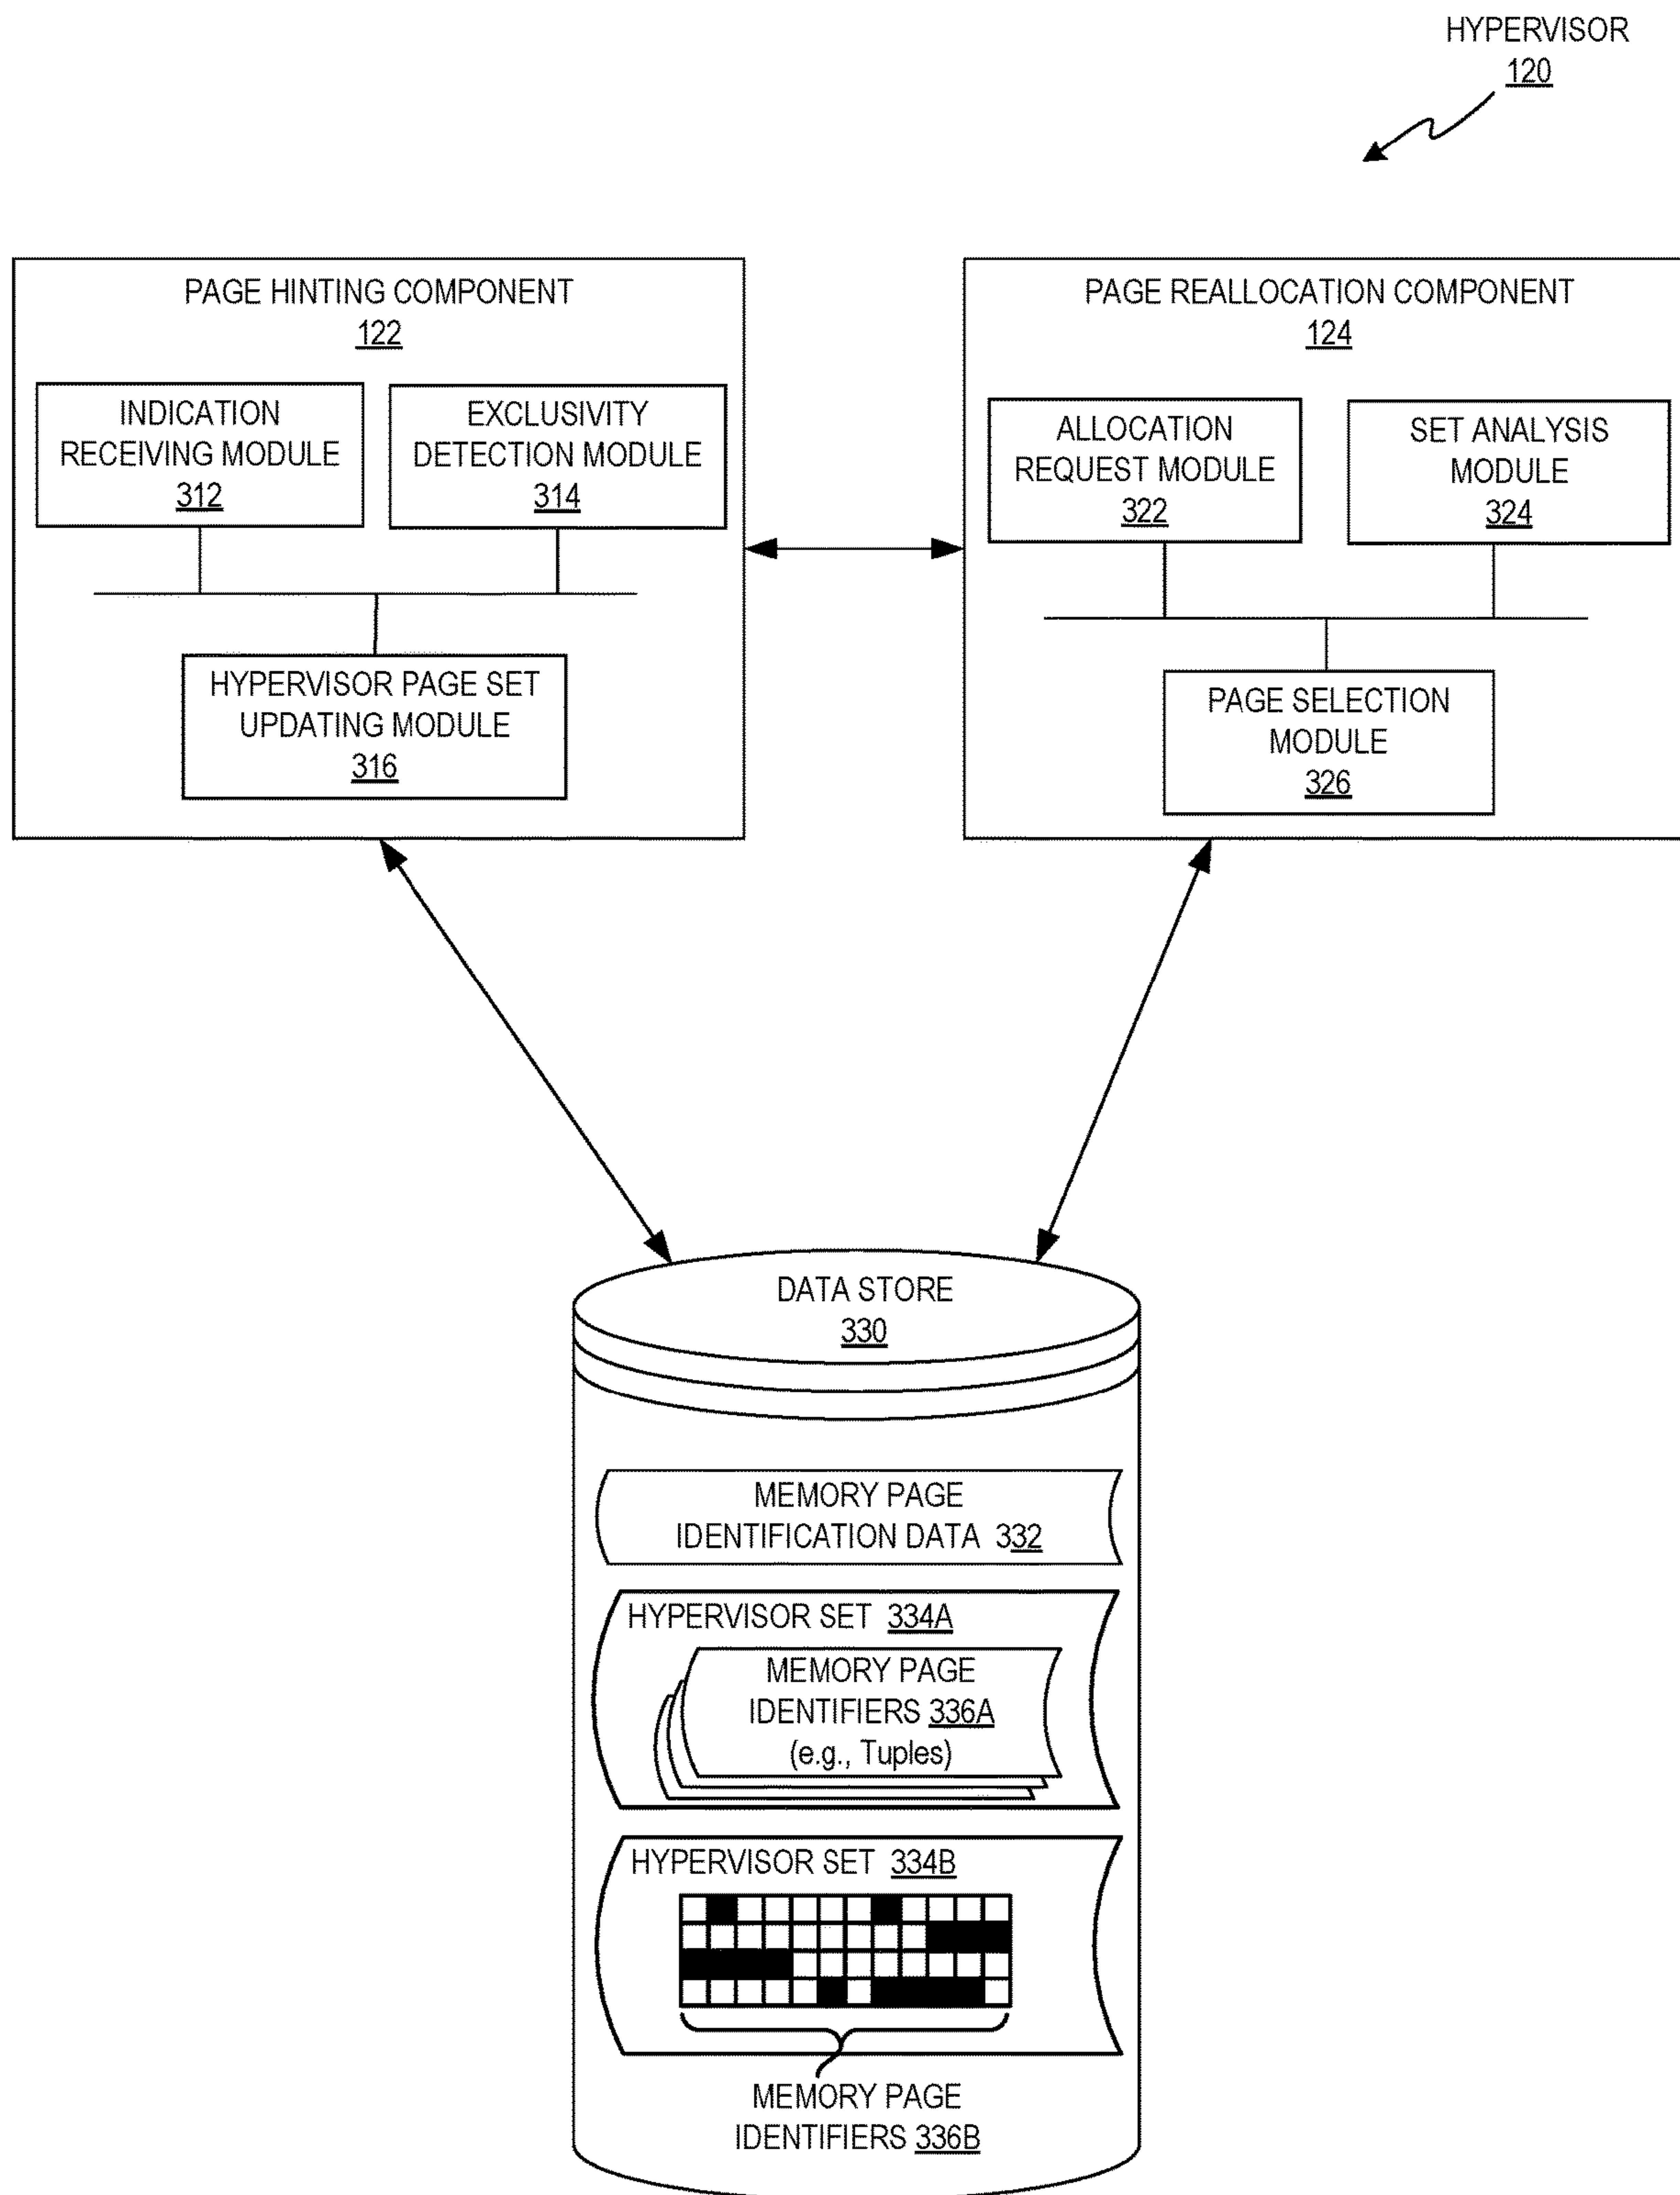 HYPERVISOR
120
PAGE HINTING COMPONENT
122
INDICATION
RECEIVING MODULE
312
EXCLUSIVITY
DETECTION MODULE
314
HYPERVISOR PAGE SET
UPDATING MODULE
316
PAGE REALLOCATION COMPONENT
124
ALLOCATION
REQUEST MODULE
322
SET ANALYSIS
MODULE
324
PAGE SELECTION
MODULE
326
DATA STORE
330
MEMORY PAGE
IDENTIFICATION DATA 332
HYPERVISOR SET 334A
MEMORY PAGE
IDENTIFIERS 336A
(e.g., Tuples)
HYPERVISOR SET 334B
MEMORY PAGE
IDENTIFIERS 336B